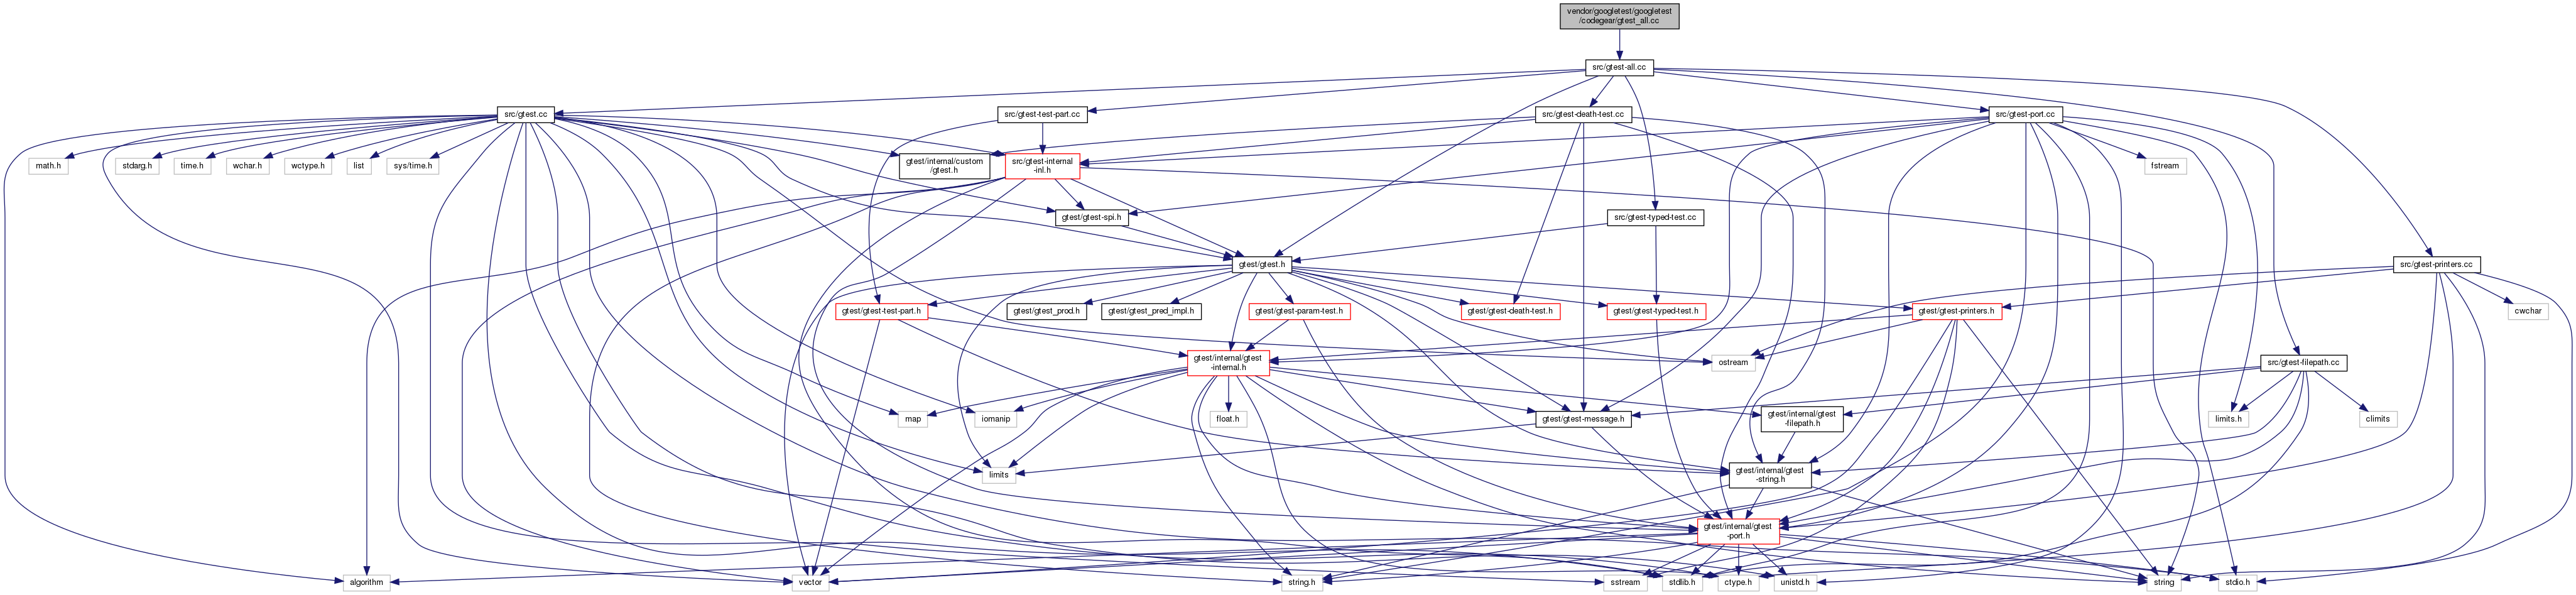 vendor/googletest/googletest
/codegear/gtest_all.cc
src/gtest-all.cc
src/gtest.cc
src/gtest-test-part.cc
src/gtest-death-test.cc
src/gtest-port.cc
math.h
stdarg.h
time.h
wchar.h
wctype.h
list
sys/time.h
gtest/internal/custom
/gtest.h
src/gtest-internal
-inl.h
fstream
gtest/gtest-spi.h
src/gtest-typed-test.cc
gtest/gtest.h
src/gtest-printers.cc
gtest/gtest-test-part.h
gtest/gtest_prod.h
gtest/gtest_pred_impl.h
gtest/gtest-param-test.h
gtest/gtest-death-test.h
gtest/gtest-typed-test.h
gtest/gtest-printers.h
cwchar
gtest/internal/gtest
-internal.h
ostream
src/gtest-filepath.cc
map
iomanip
float.h
gtest/gtest-message.h
gtest/internal/gtest
-filepath.h
limits.h
climits
limits
gtest/internal/gtest
-string.h
gtest/internal/gtest
-port.h
algorithm
vector
string.h
sstream
stdlib.h
ctype.h
unistd.h
string
stdio.h